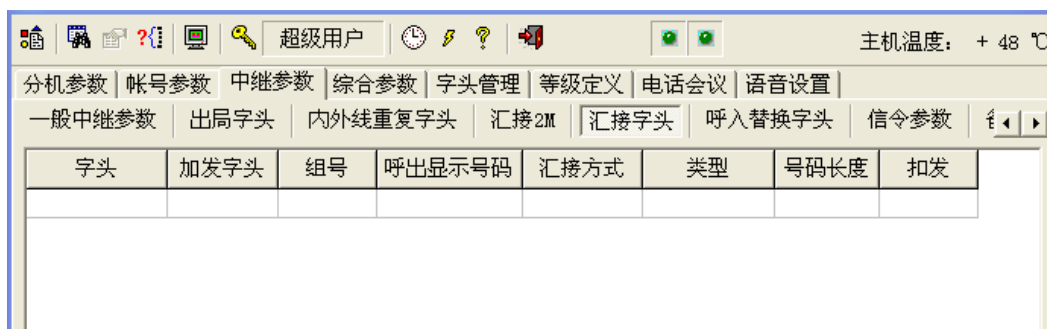 超级用户 主机温度： + 48 ℃
分机参数 帐号参数 中继参数 综合参数 字头管理 等级定义 电话会议 语音设置
一般中继参数 出局字头 内外线重复字头 汇接2M 汇接字头 呼入替换字头 信令参数
字头 加发字头 组号 呼出显示号码 汇接方式 类型 号码长度 扣发